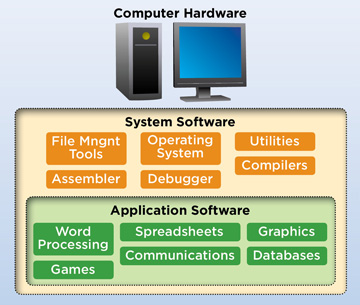 Computer Hardware
System Software
File Mngnt
Tools
Operating
System
Utilities
Compilers
Assembler
Debugger
Application Software
Word
Processing
Spreadsheets
Graphics
Communications
Databases
Games